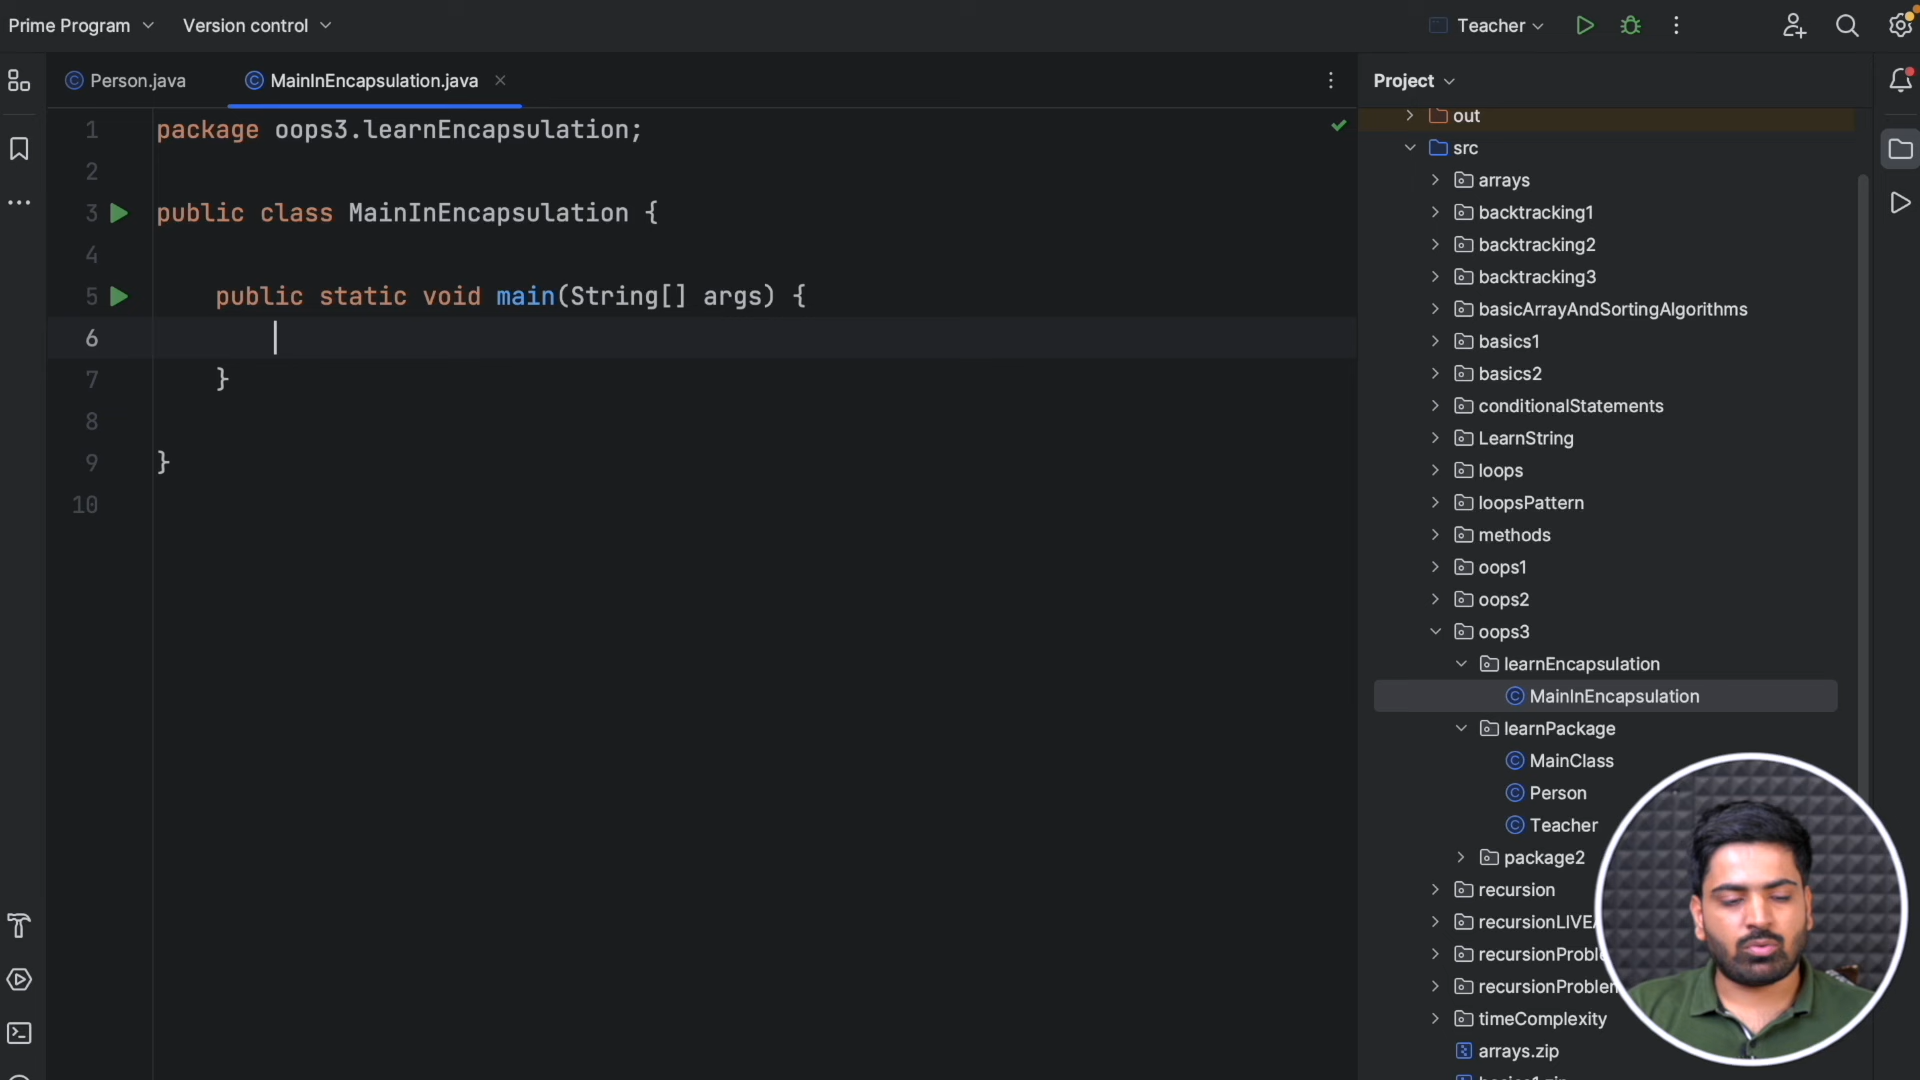 Prime Program
Version control
Teacher
Person.java
MainInEncapsulation.java
Project
1 package oops3.learnEncapsulation;
2
3 public class MainInEncapsulation {
4
5 public static void main(String[] args) {
6
7 }
8
9 }
10
out
src
arrays
backtracking1
backtracking2
backtracking3
basicArrayAndSortingAlgorithms
basics1
basics2
conditionalStatements
LearnString
loops
loopsPattern
methods
oops1
oops2
oops3
learnEncapsulation
MainInEncapsulation
learnPackage
MainClass
Person
Teacher
package2
recursion
timeComplexity
arrays.zip